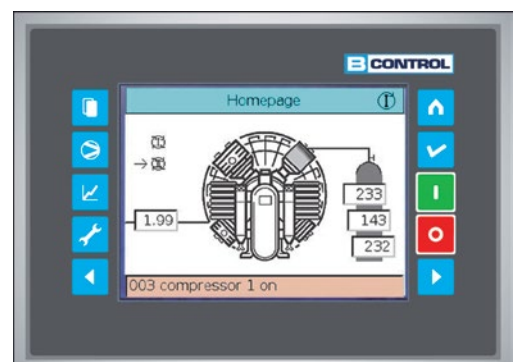 B CONTROL
Homepage
1.99
233
143
232
003 compressor 1 on